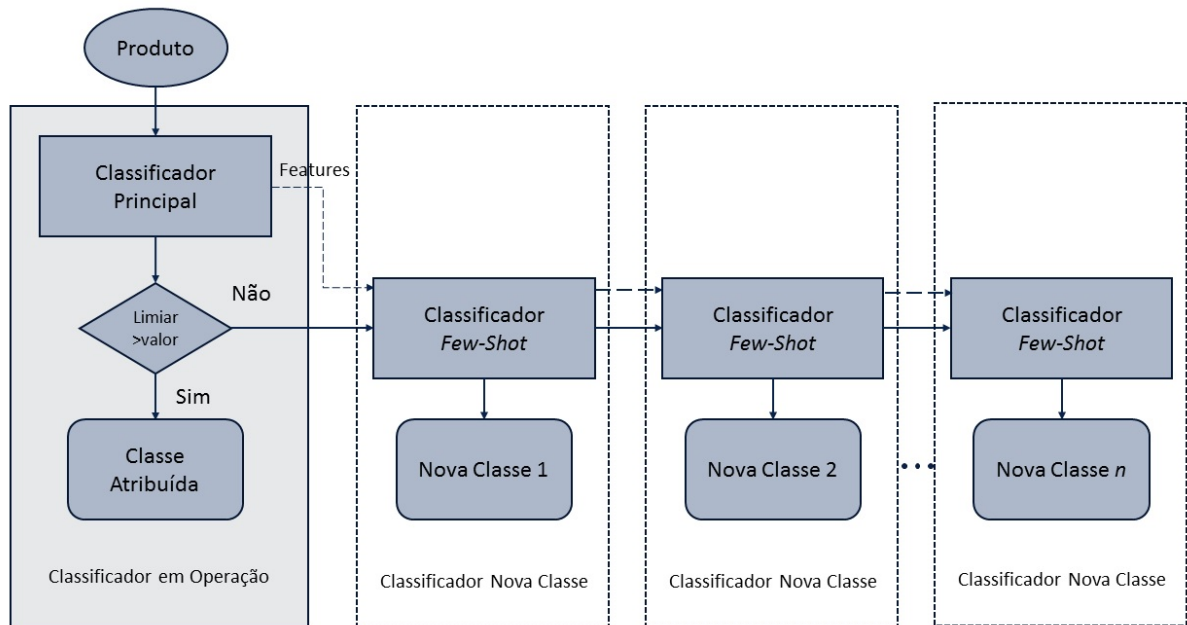 Produto
Classificador
Principal
Features
Limiar
>valor
Não
Sim
Classe
Atribuída
Classificador em Operação
Classificador
Few-Shot
Nova Classe 1
Classificador Nova Classe
Classificador
Few-Shot
Nova Classe 2
Classificador Nova Classe
...
Classificador
Few-Shot
Nova Classe n
Classificador Nova Classe